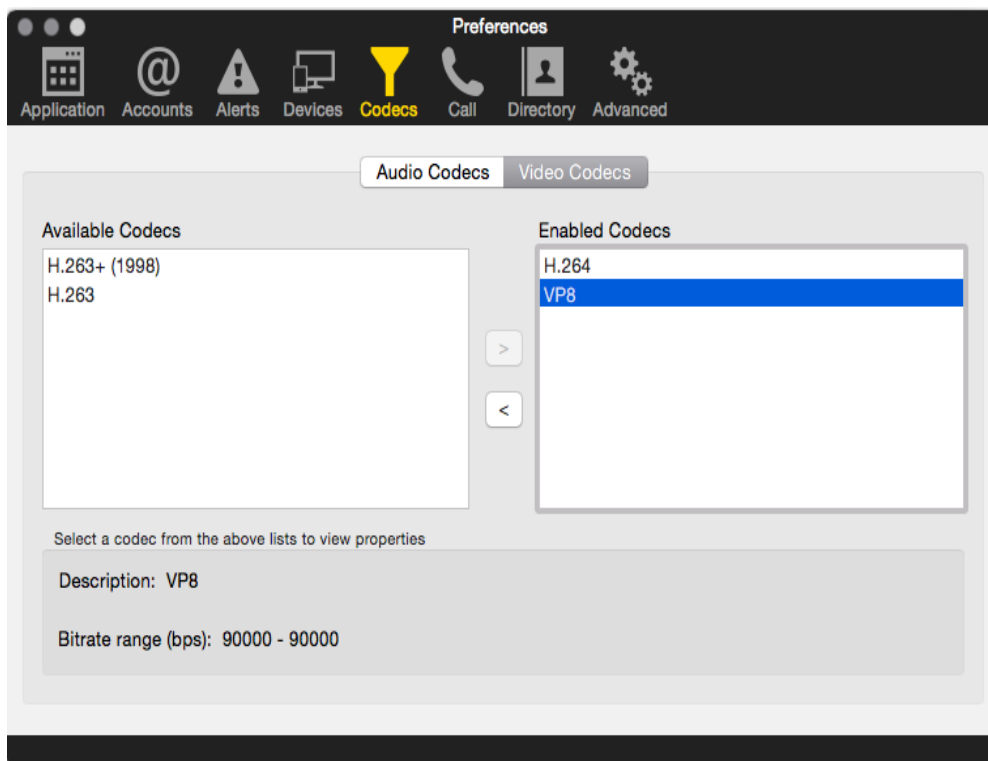 Preferences
Application Accounts Alerts Devices Codecs Call Directory Advanced
Audio Codecs Video Codecs
Available Codecs Enabled Codecs
H.263+ (1998) H.264
H.263 VP8
>
<
Select a codec from the above lists to view properties
Description: VP8
Bitrate range (bps): 90000 - 90000